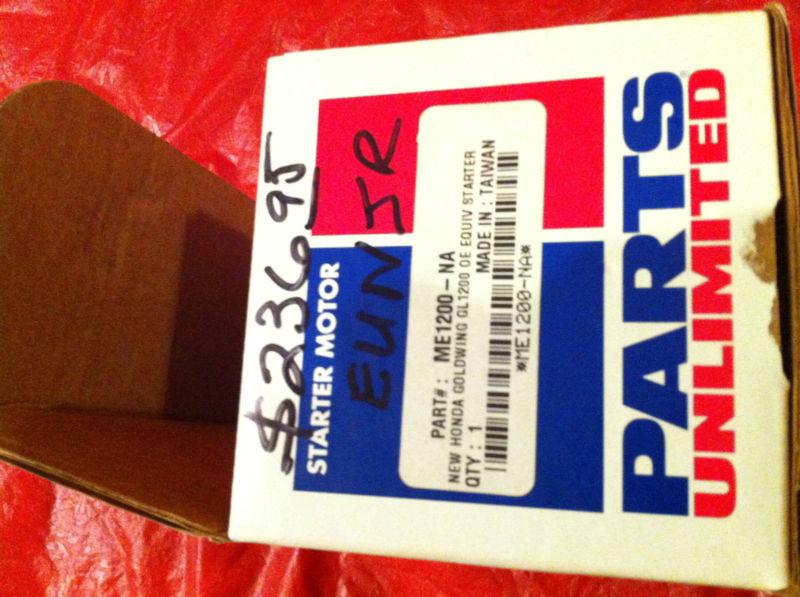 $236 95
STARTER MOTOR
EUN JR
PART#: ME1200-NA
NEW HONDA GOLDWING GL1200 OE EQUIV STARTER
QTY: 1 MADE IN: TAIWAN
*ME1200-NA*
PARTS
UNLIMITED